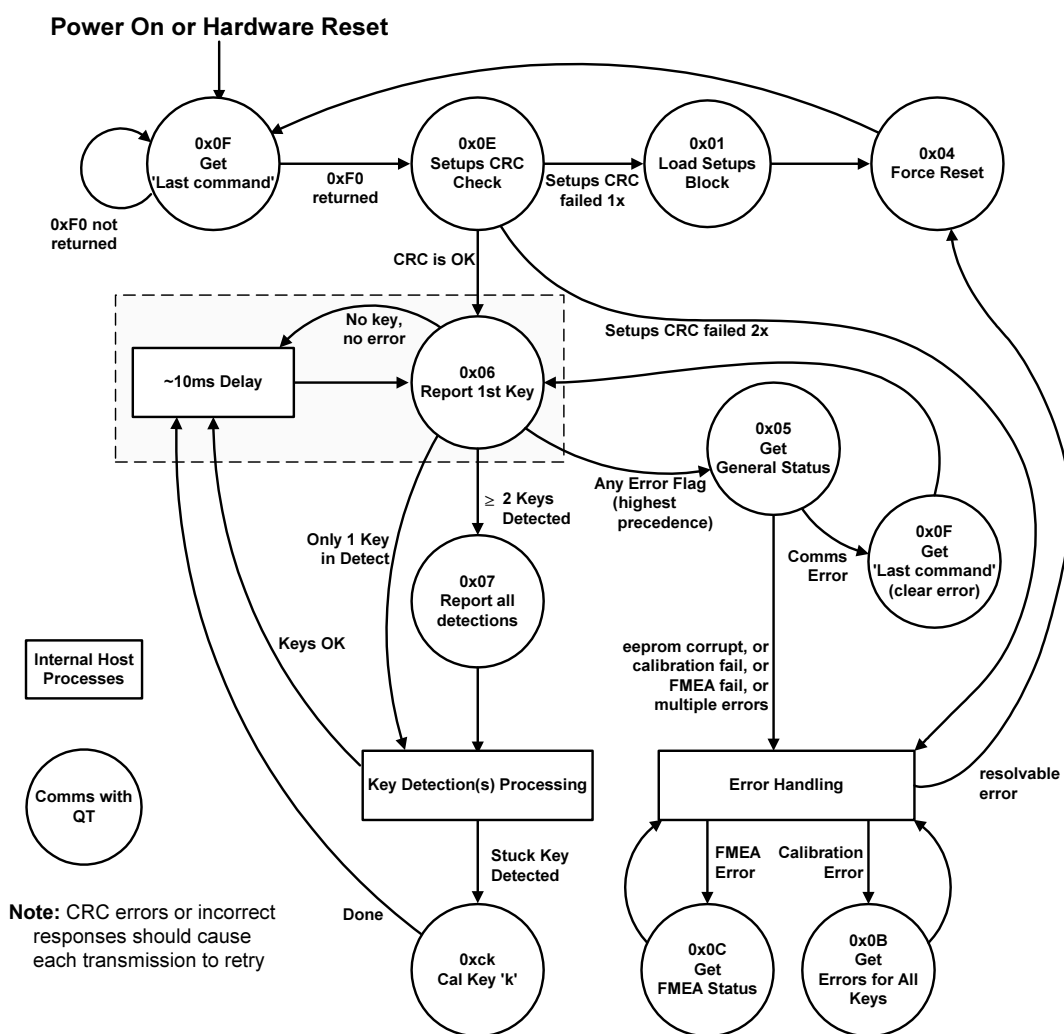 Power On or Hardware Reset
0x0F
Get
'Last command'
0xF0 not
returned
0xF0
returned
0x0E
Setups CRC
Check
Setups CRC
failed 1x
0x01
Load Setups
Block
0x04
Force Reset
CRC is OK
Setups CRC failed 2x
No key,
no error
~10ms Delay
0x06
Report 1st Key
0x05
Get
General Status
Any Error Flag
(highest
precedence)
≥ 2 Keys
Detected
Only 1 Key
in Detect
Comms
Error
0x0F
Get
'Last command'
(clear error)
0x07
Report all
detections
Keys OK
eeprom corrupt, or
calibration fail, or
FMEA fail, or
multiple errors
Internal Host
Processes
Key Detection(s) Processing
Error Handling
resolvable
error
Comms with
QT
Stuck Key
Detected
FMEA
Error
Calibration
Error
Done
Note: CRC errors or incorrect
responses should cause
each transmission to retry
0xck
Cal Key 'k'
0x0C
Get
FMEA Status
0x0B
Get
Errors for All
Keys